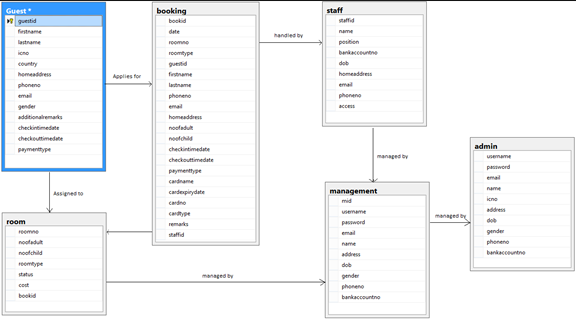 Guest *
guestid
firstname
lastname
icno
country
homeaddress
phoneno
email
gender
additionalremarks
checkintimedate
checkouttimedate
paymenttype
Applies for
booking
bookid
date
roomno
roomtype
guestid
firstname
lastname
phoneno
email
homeaddress
noofadult
noofchild
checkintimedate
checkouttimedate
paymenttype
cardname
cardexpirydate
cardno
cardtype
remarks
staffid
handled by
staff
staffid
name
position
bankaccountno
dob
homeaddress
email
phoneno
access
managed by
Assigned to
room
roomno
noofadult
noofchild
roomtype
status
cost
bookid
managed by
management
mid
username
password
email
name
address
dob
gender
phoneno
bankaccountno
managed by
admin
username
password
email
name
icno
address
dob
gender
phoneno
bankaccountno